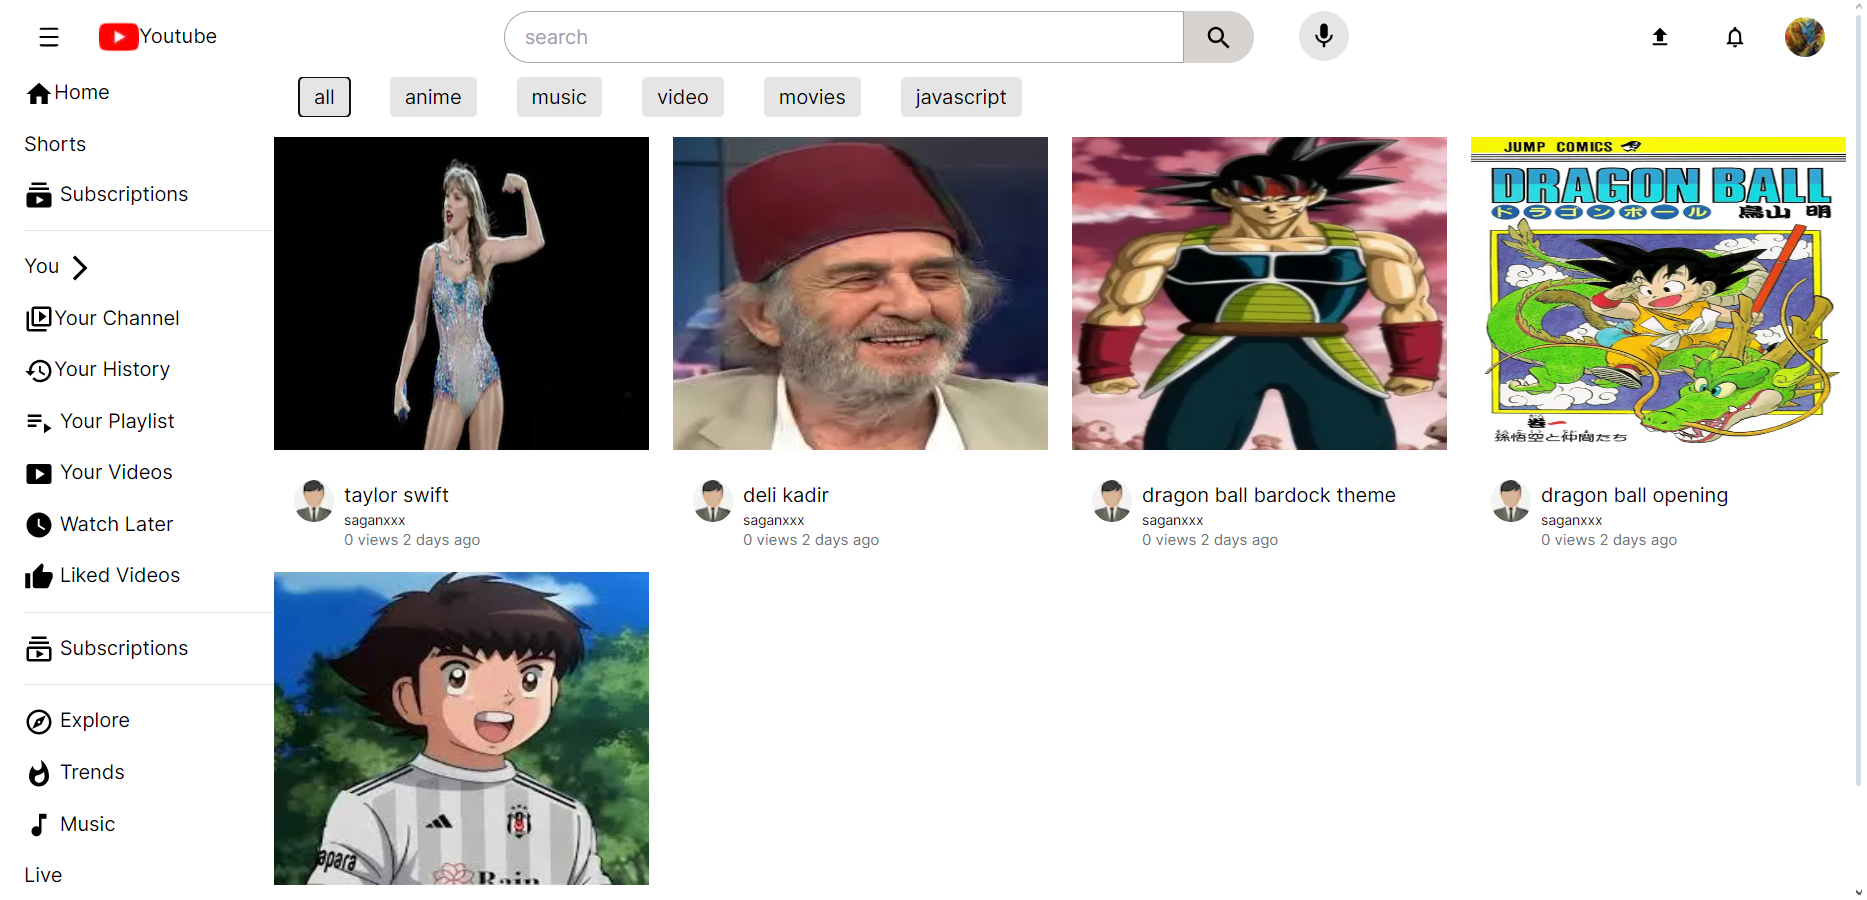 Youtube
search
Home
Shorts
Subscriptions
You
Your Channel
Your History
Your Playlist
Your Videos
Watch Later
Liked Videos
Subscriptions
Explore
Trends
Music
Live
all
anime
music
video
movies
javascript
JUMP COMICS
DRAGON BALL
ドラゴンボール 鳥山 明
巻一
孫悟空と仲間たち
taylor swift
saganxxx
0 views 2 days ago
deli kadir
saganxxx
0 views 2 days ago
dragon ball bardock theme
saganxxx
0 views 2 days ago
dragon ball opening
saganxxx
0 views 2 days ago
apara
Rain